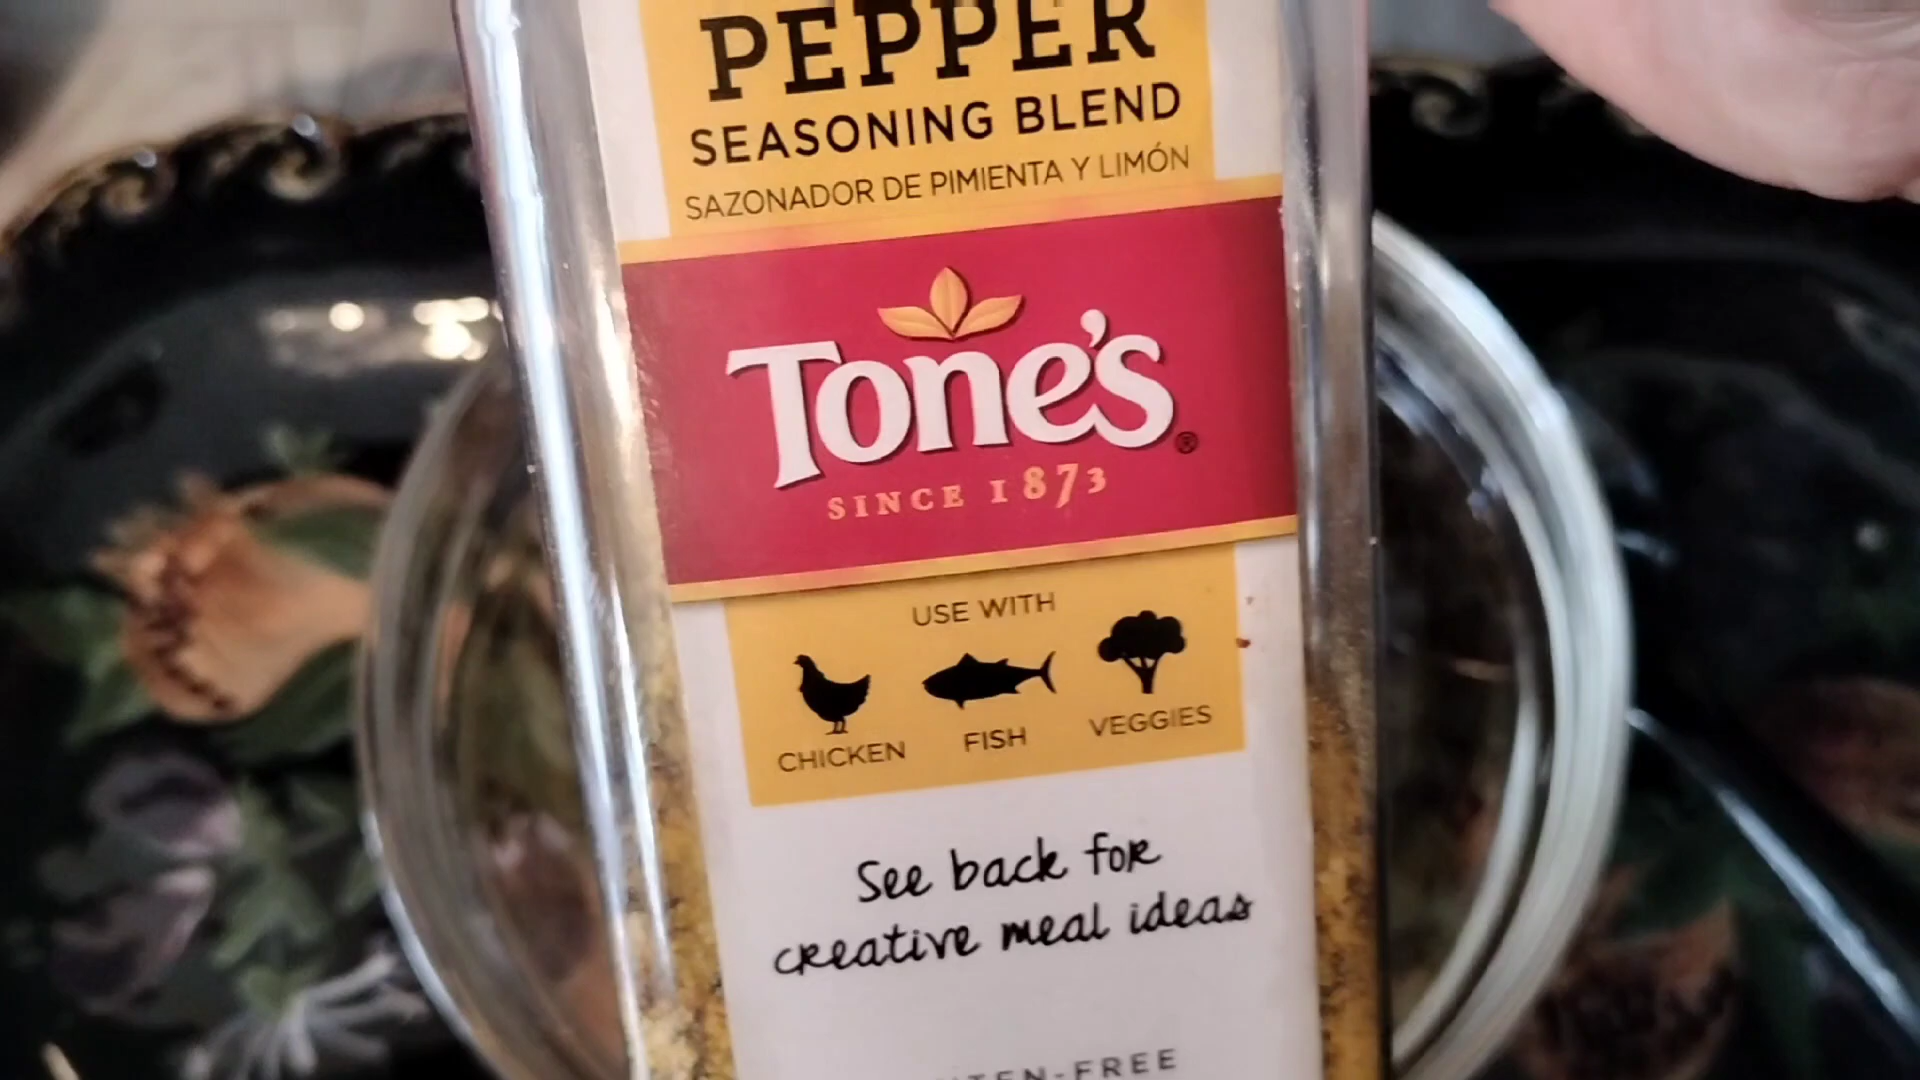 PEPPER
SEASONING BLEND
SAZONADOR DE PIMIENTA Y LIMÓN
TONE'S®
SINCE 1873
USE WITH
CHICKEN FISH VEGGIES
See back for
creative meal ideas